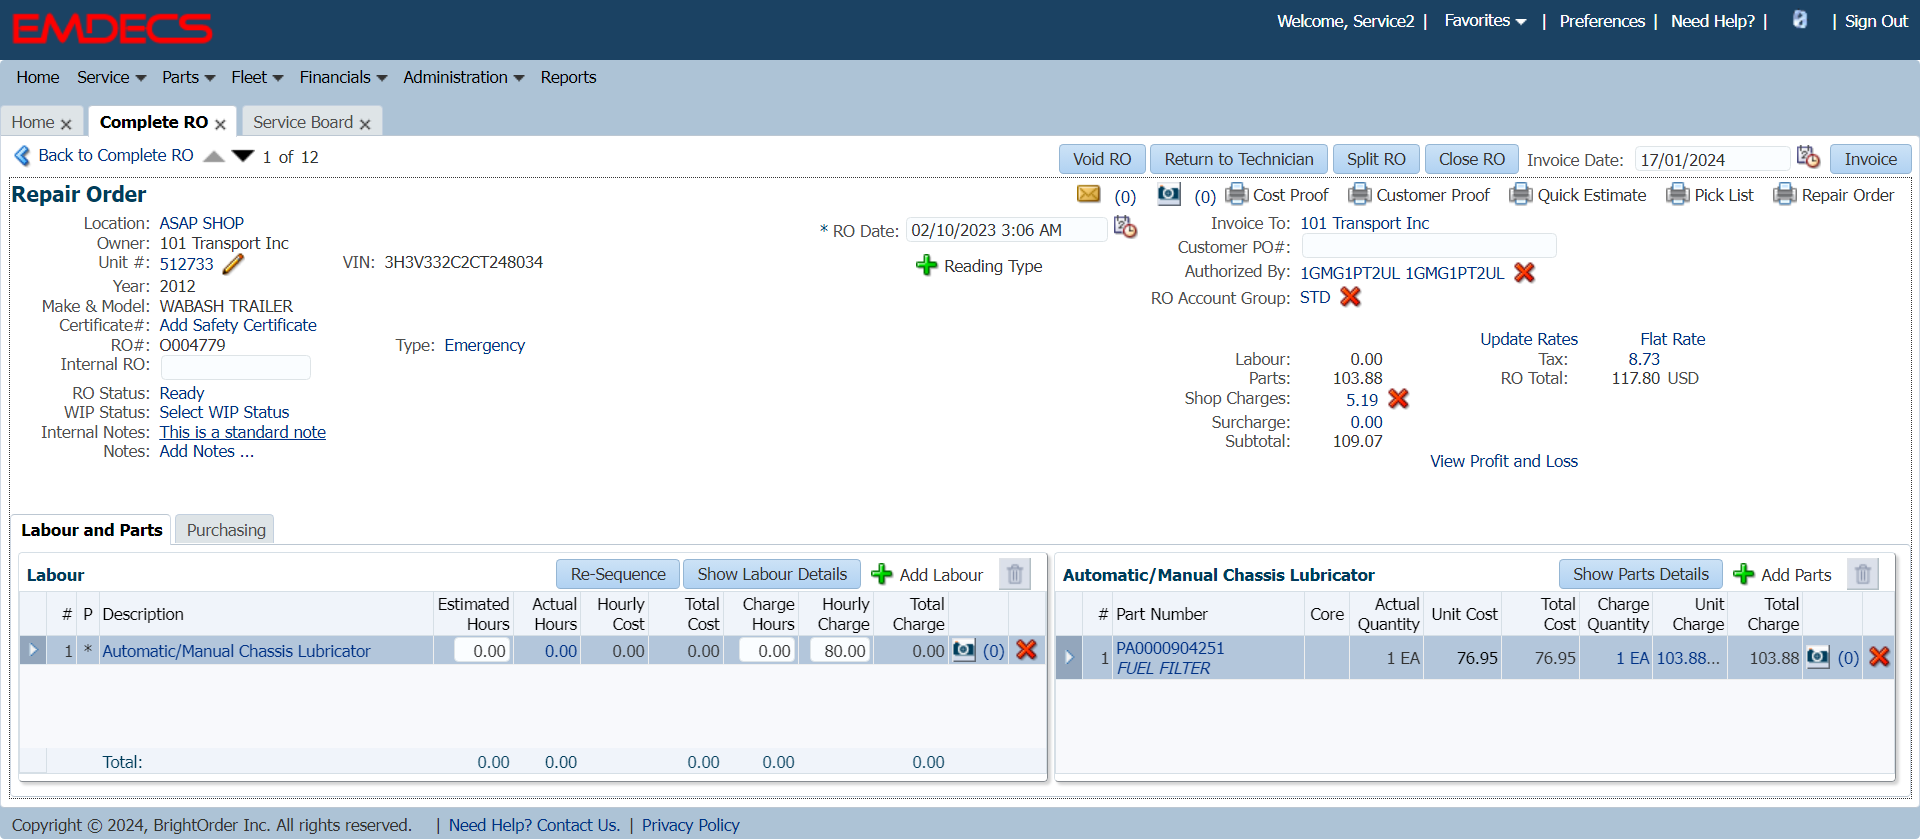 EMDECS
Welcome, Service2 | Favorites | Preferences | Need Help? | | Sign Out
Home Service Parts Fleet Financials Administration Reports
Home Complete RO Service Board
Back to Complete RO 1 of 12 Void RO Return to Technician Split RO Close RO Invoice Date: 17/01/2024 Invoice
Repair Order (0) (0) Cost Proof Customer Proof Quick Estimate Pick List Repair Order
Location: ASAP SHOP
Owner: 101 Transport Inc
Unit #: 512733 VIN: 3H3V332C2CT248034
Year: 2012
Make & Model: WABASH TRAILER
Certificate#: Add Safety Certificate
RO#: O004779 Type: Emergency
Internal RO:
RO Status: Ready
WIP Status: Select WIP Status
Internal Notes: This is a standard note
Notes: Add Notes ...
* RO Date: 02/10/2023 3:06 AM
Reading Type
Invoice To: 101 Transport Inc
Customer PO#:
Authorized By: 1GMG1PT2UL 1GMG1PT2UL
RO Account Group: STD
Update Rates Flat Rate
Labour: 0.00 Tax: 8.73
Parts: 103.88 RO Total: 117.80 USD
Shop Charges: 5.19
Surcharge: 0.00
Subtotal: 109.07
View Profit and Loss
Labour and Parts Purchasing
Labour Re-Sequence Show Labour Details Add Labour
# P Description Estimated Hours Actual Hours Hourly Cost Total Cost Charge Hours Hourly Charge Total Charge
1 * Automatic/Manual Chassis Lubricator 0.00 0.00 0.00 0.00 0.00 80.00 0.00 (0)
Total: 0.00 0.00 0.00 0.00 0.00
Automatic/Manual Chassis Lubricator Show Parts Details Add Parts
# Part Number Core Actual Quantity Unit Cost Total Cost Charge Quantity Unit Charge Total Charge
1 PA0000904251 1 EA 76.95 76.95 1 EA 103.88... 103.88 (0)
FUEL FILTER
Copyright © 2024, BrightOrder Inc. All rights reserved. | Need Help? Contact Us. | Privacy Policy